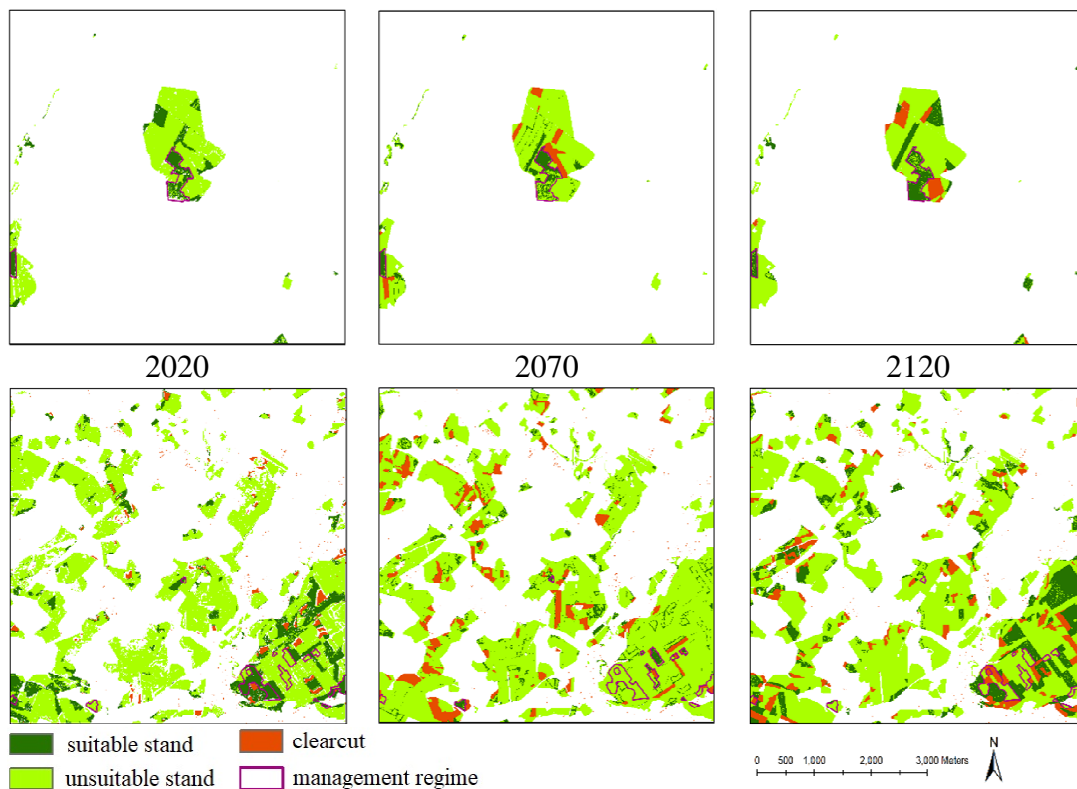 2020 2070 2120
suitable stand clearcut
unsuitable stand management regime
0 500 1,000 2,000 3,000 Meters
N